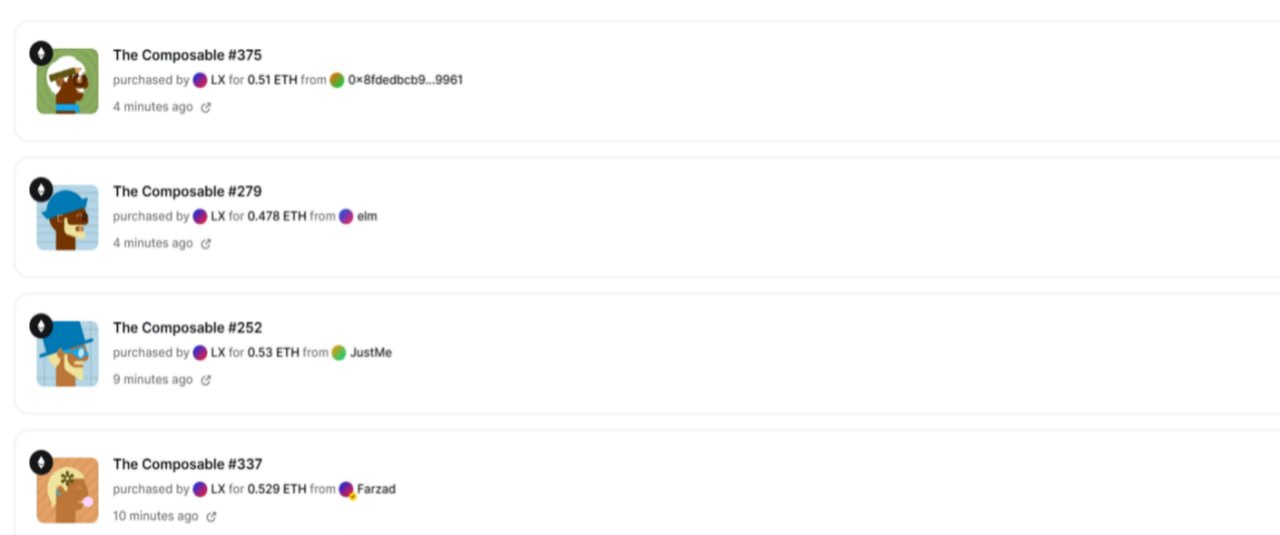 The Composable #375
purchased by LX for 0.51 ETH from 0×8fdedbcb9...9961
4 minutes ago
The Composable #279
purchased by LX for 0.478 ETH from elm
4 minutes ago
The Composable #252
purchased by LX for 0.53 ETH from JustMe
9 minutes ago
The Composable #337
purchased by LX for 0.529 ETH from Farzad
10 minutes ago